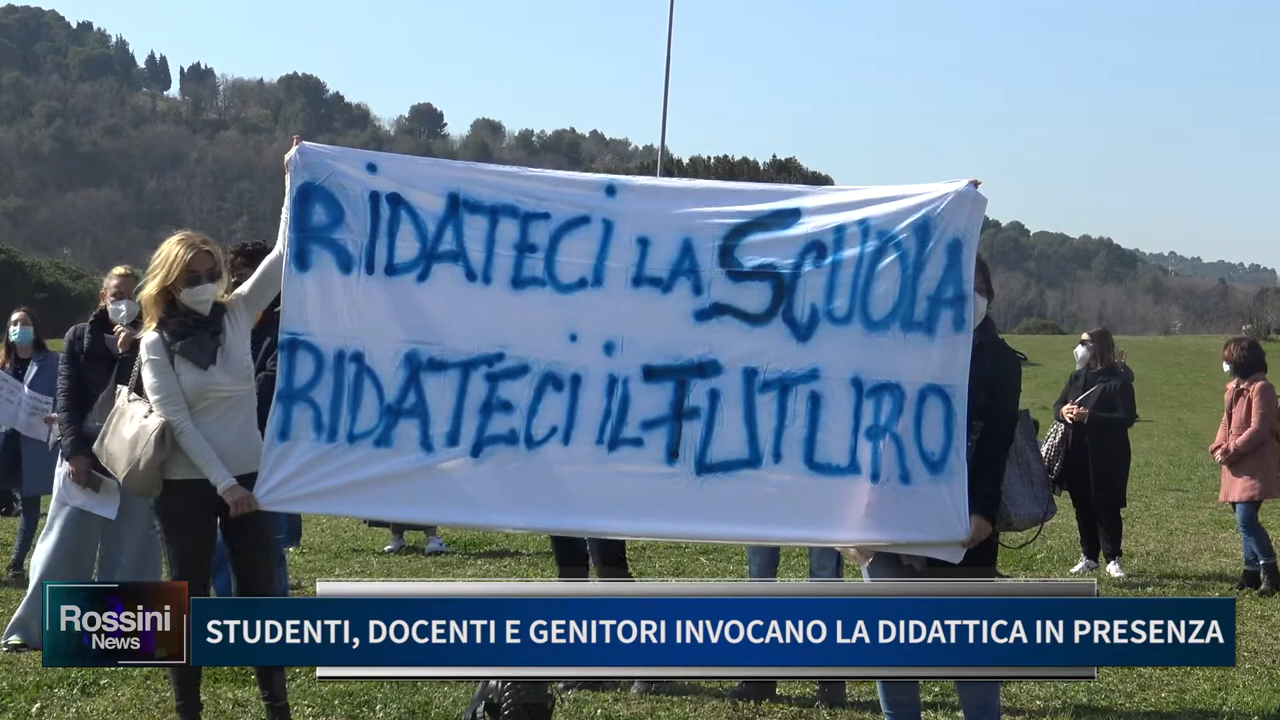 RIDATECI LA SCUOLA
RIDATECI IL FUTURO
Rossini
News
STUDENTI, DOCENTI E GENITORI INVOCANO LA DIDATTICA IN PRESENZA